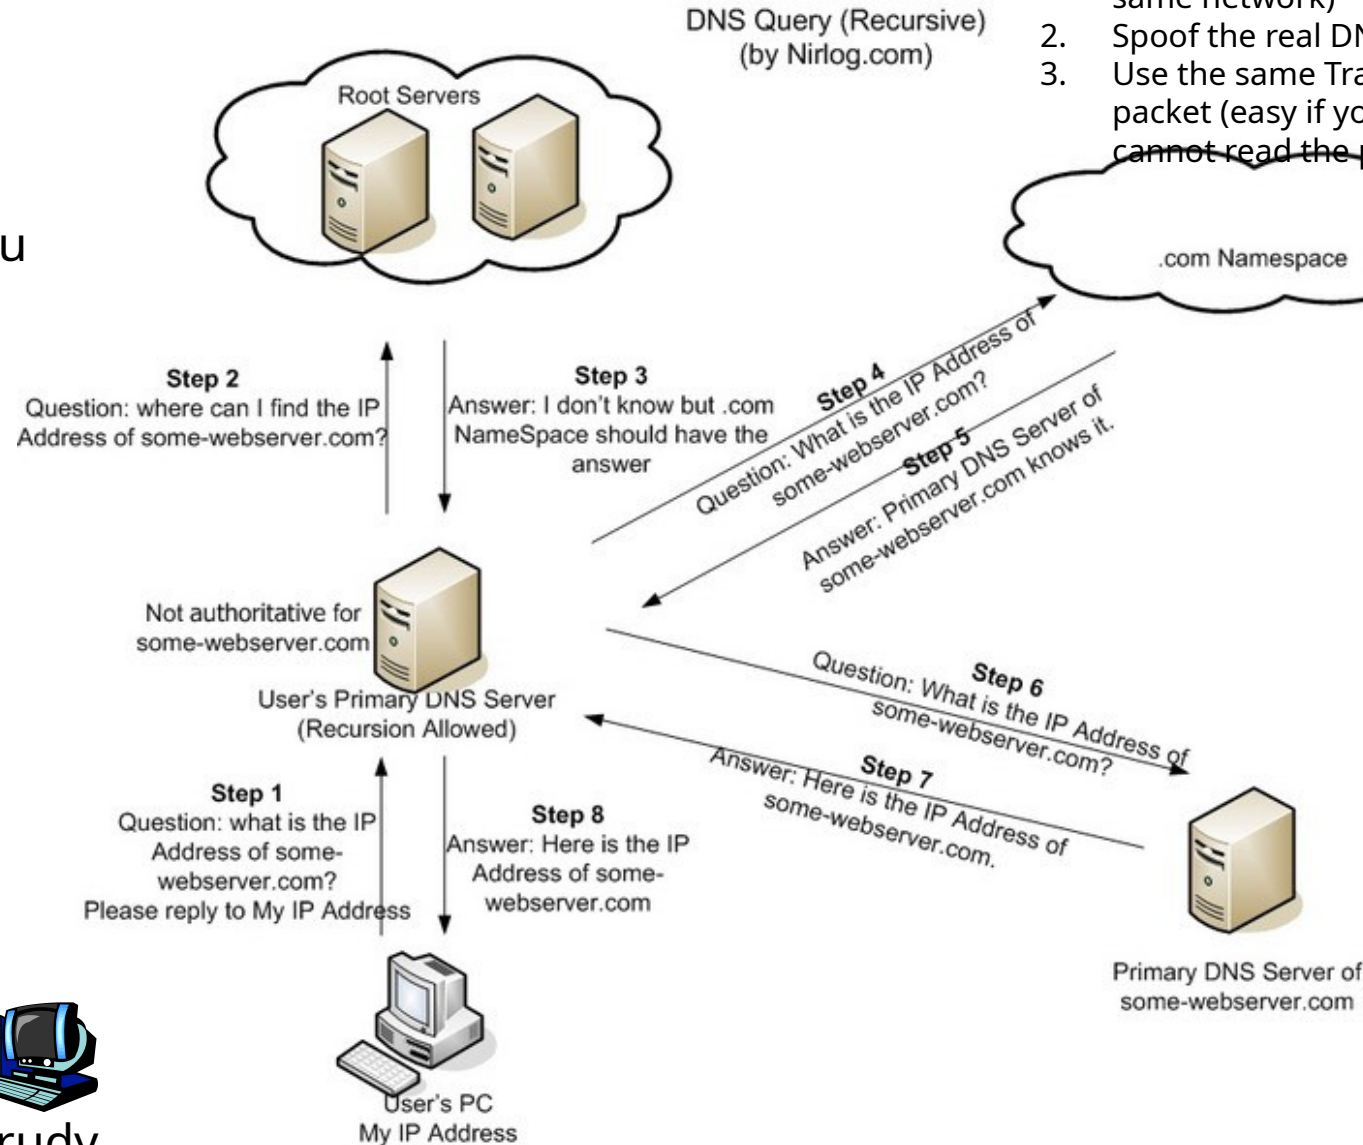 DNS Query (Recursive)
(by Nirlog.com)
same network)
2. Spoof the real
3. Use the same
packet (easy if
cannot read the
Root Servers
.com Namespace
Step 2
Question: where can I find the IP
Address of some-webserver.com?
Step 3
Answer: I don't know but .com
NameSpace should have the
answer
Step 4
Question: What is the IP Address of
some-webserver.com?
Step 5
Answer: Primary DNS Server of
some-webserver.com knows it.
Not authoritative for
some-webserver.com
User's Primary DNS Server
(Recursion Allowed)
Step 6
Question: What is the IP Address of
some-webserver.com?
Step 7
Answer: Here is the IP Address of
some-webserver.com.
Step 1
Question: what is the IP
Address of some-
webserver.com?
Please reply to My IP Address
Step 8
Answer: Here is the IP
Address of some-
webserver.com
Primary DNS Server of
some-webserver.com
User's PC
My IP Address